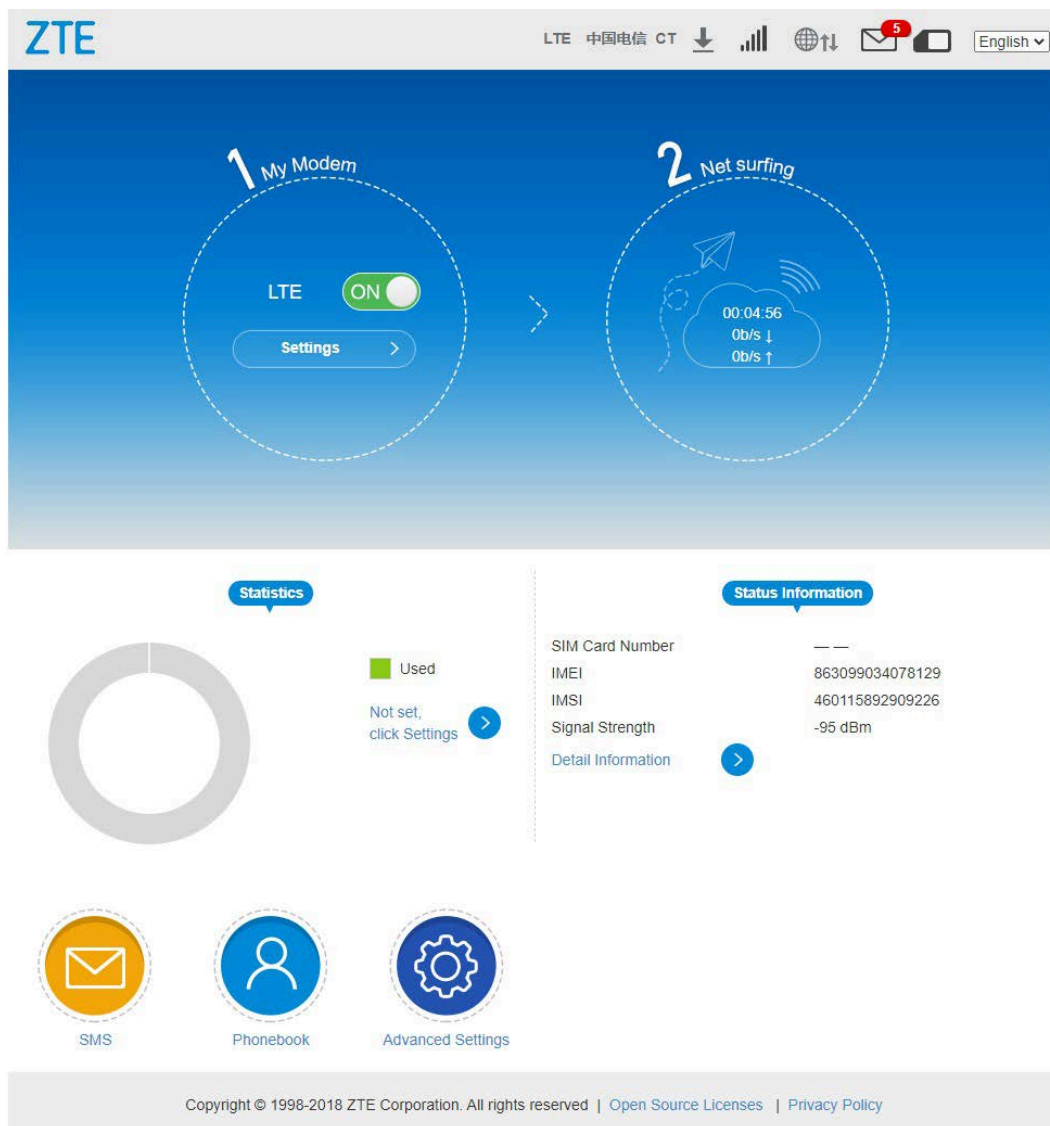 ZTE
LTE 中国电信 CT
5
English
1 My Modem
2 Net surfing
LTE ON
Settings
00:04:56
0b/s ↓
0b/s ↑
Statistics
Used
Not set,
click Settings
Status Information
SIM Card Number — —
IMEI 863099034078129
IMSI 460115892909226
Signal Strength -95 dBm
Detail Information
SMS
Phonebook
Advanced Settings
Copyright © 1998-2018 ZTE Corporation. All rights reserved | Open Source Licenses | Privacy Policy